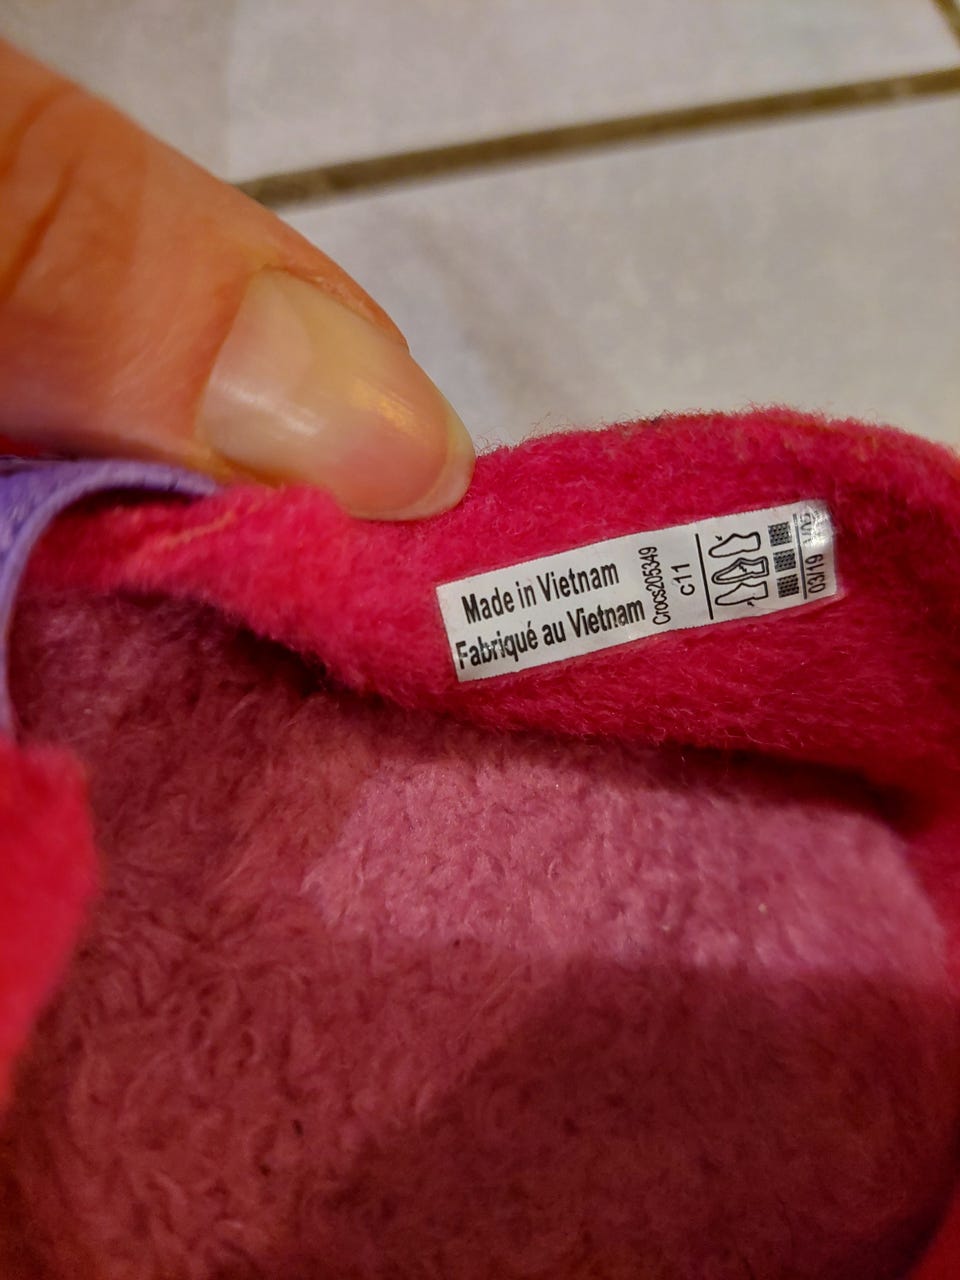 Made in Vietnam
Fabriqué au Vietnam
Crocs205349
c11
03/19